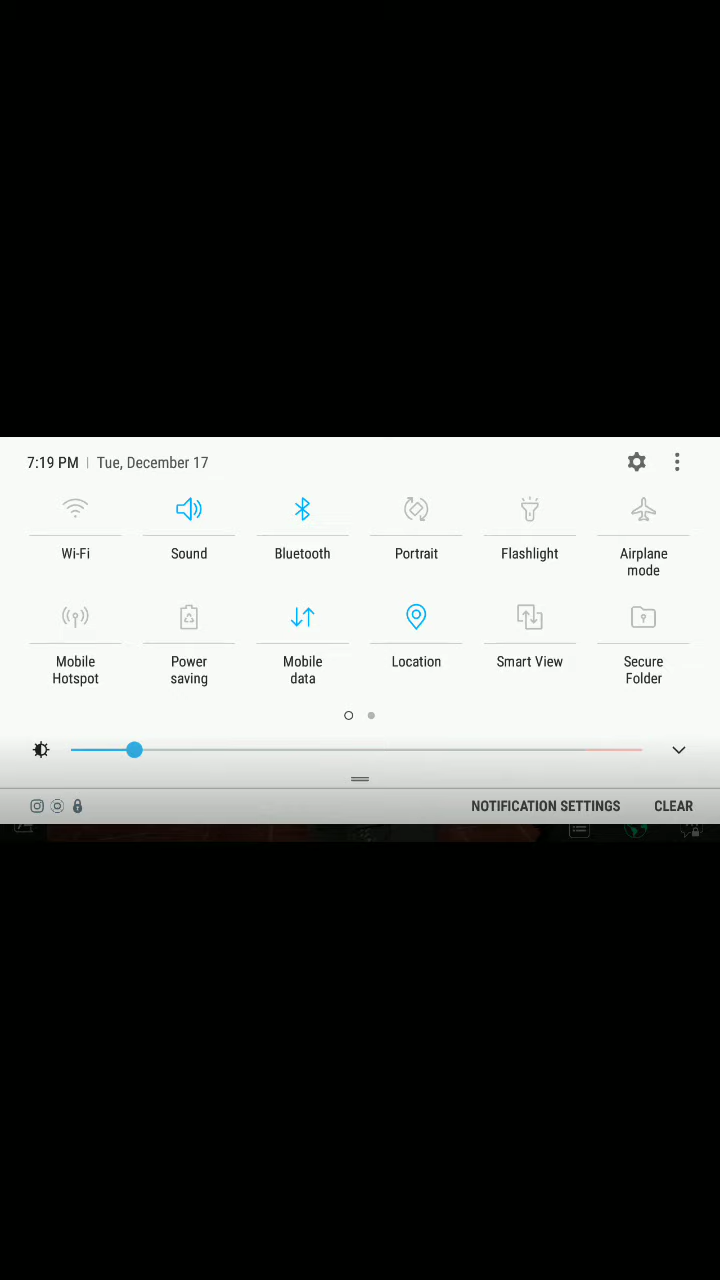 7:19 PM | Tue, December 17
Wi-Fi Sound Bluetooth Portrait Flashlight Airplane mode
Mobile Hotspot Power saving Mobile data Location Smart View Secure Folder
NOTIFICATION SETTINGS CLEAR